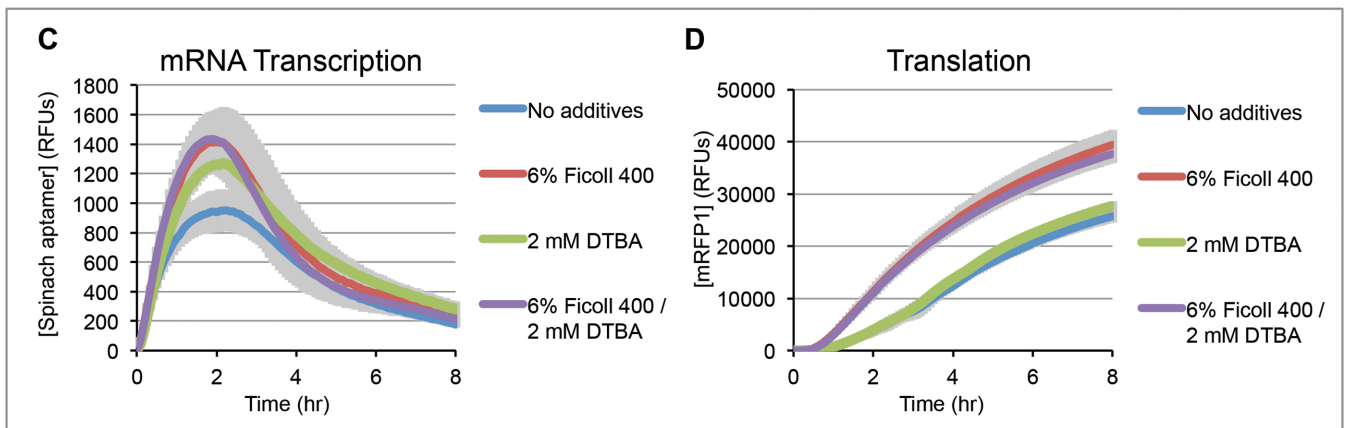 C
mRNA Transcription
[Spinach aptamer] (RFUs)
1800
1600
1400
1200
1000
800
600
400
200
0
0 2 4 6 8
Time (hr)
No additives
6% Ficoll 400
2 mM DTBA
6% Ficoll 400 /
2 mM DTBA
D
Translation
[mRFP1] (RFUs)
50000
40000
30000
20000
10000
0
0 2 4 6 8
Time (hr)
No additives
6% Ficoll 400
2 mM DTBA
6% Ficoll 400 /
2 mM DTBA